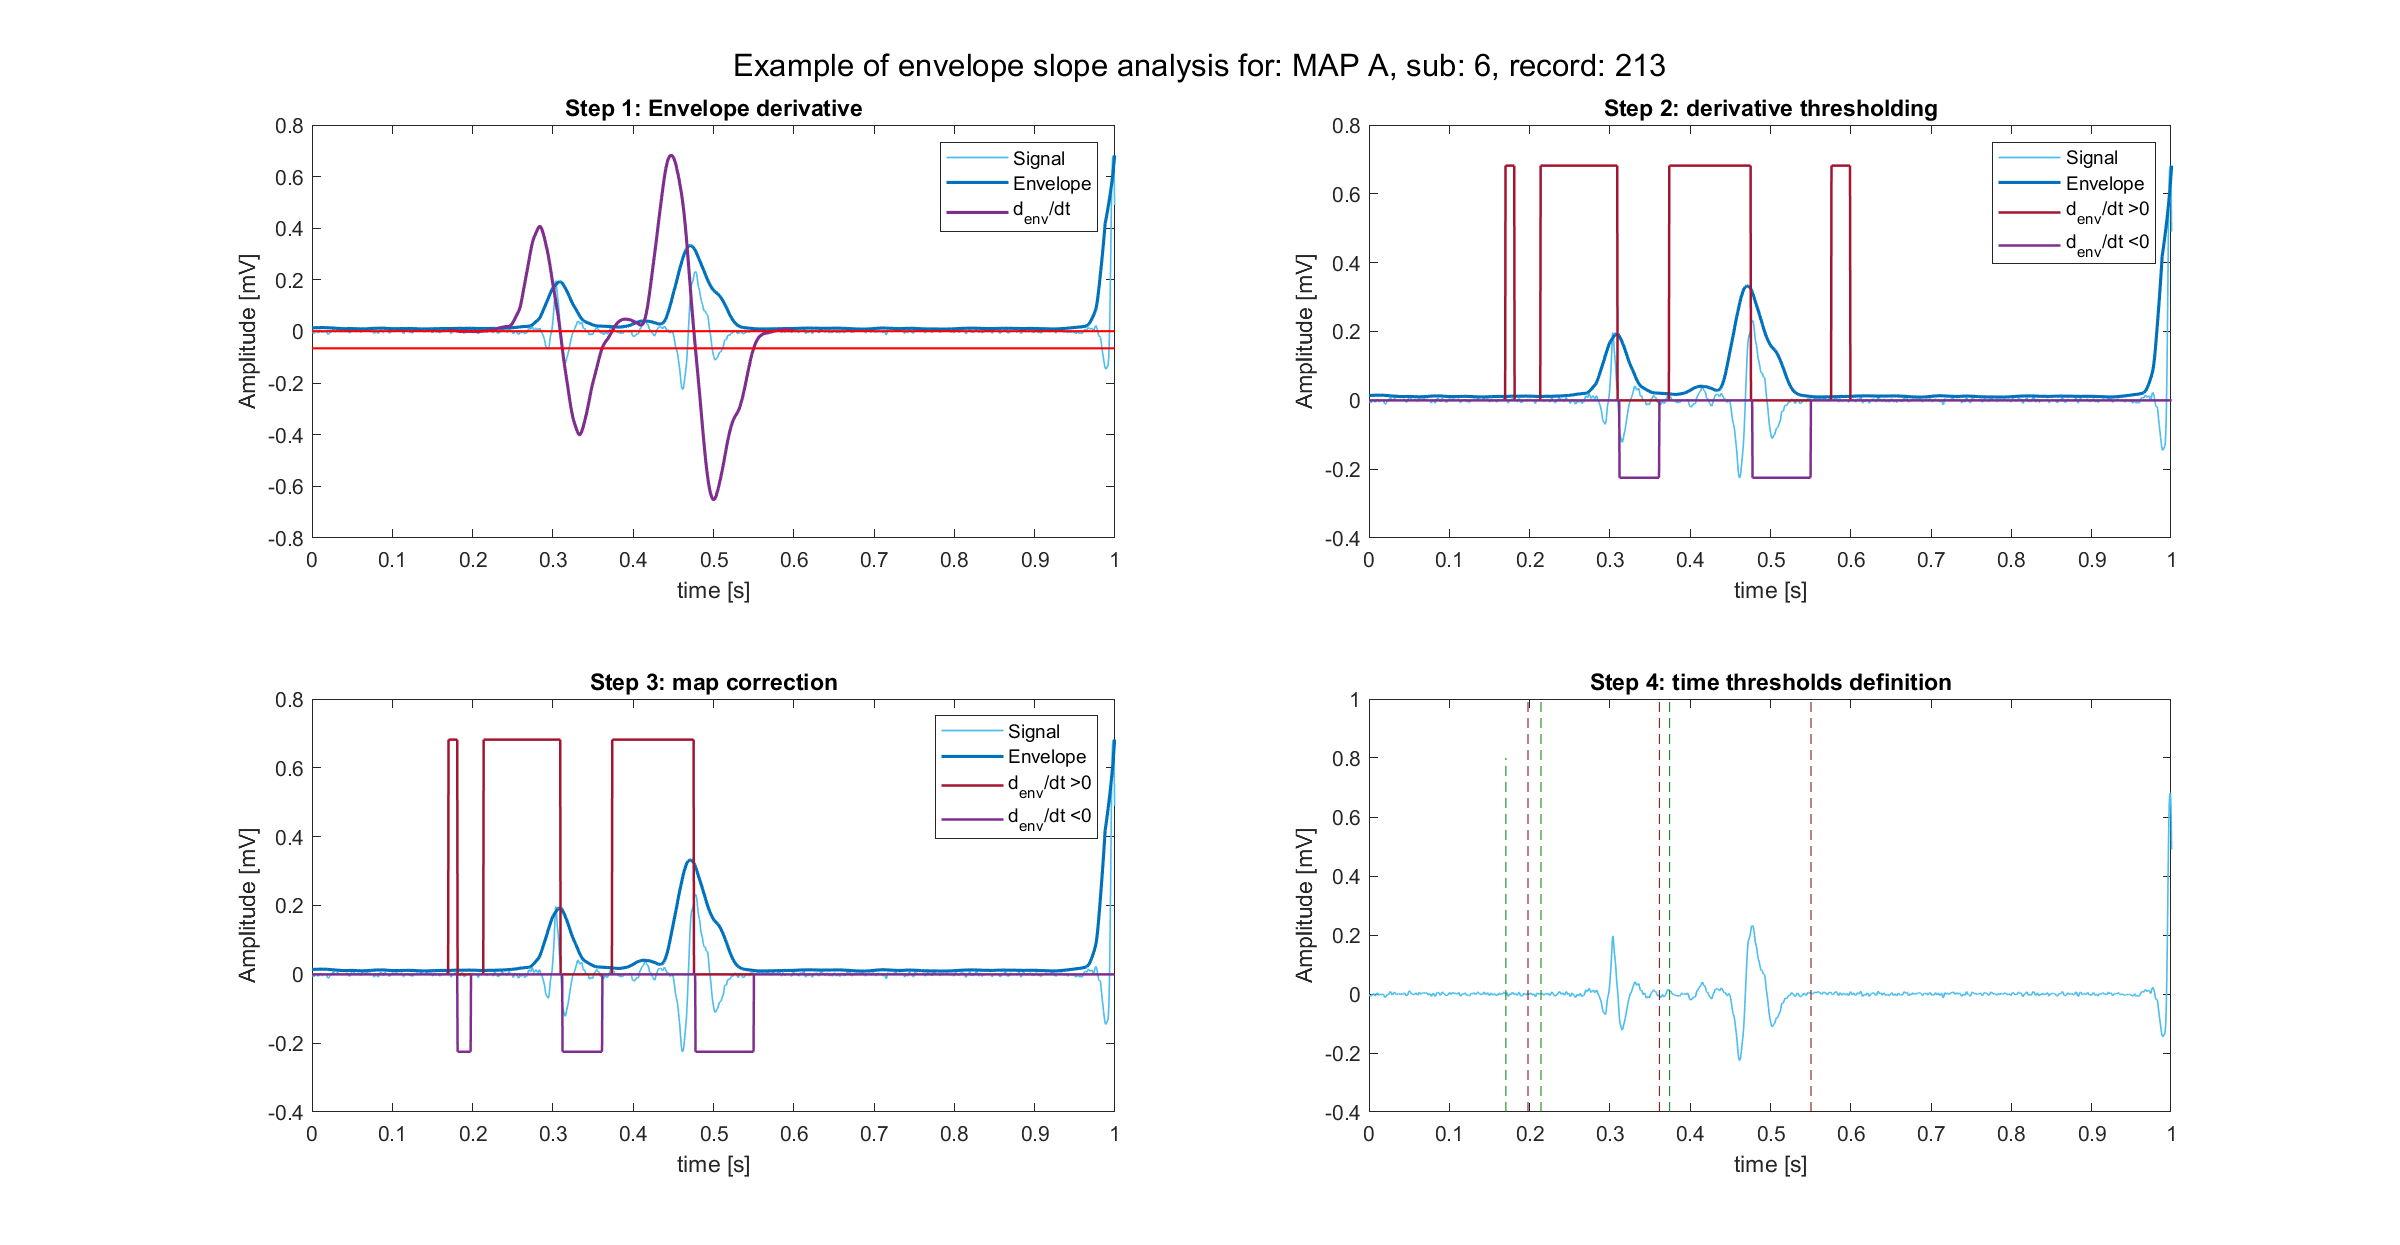 Example of envelope slope analysis for: MAP A, sub: 6, record: 213
Step 1: Envelope derivative
0.8
0.6
0.4
0.2
0
-0.2
-0.4
-0.6
-0.8
Amplitude [mV]
0 0.1 0.2 0.3 0.4 0.5 0.6 0.7 0.8 0.9 1
time [s]
Signal
Envelope
d_env/dt
Step 2: derivative thresholding
0.8
0.6
0.4
0.2
0
-0.2
-0.4
Amplitude [mV]
0 0.1 0.2 0.3 0.4 0.5 0.6 0.7 0.8 0.9 1
time [s]
Signal
Envelope
d_env/dt >0
d_env/dt <0
Step 3: map correction
0.8
0.6
0.4
0.2
0
-0.2
-0.4
Amplitude [mV]
0 0.1 0.2 0.3 0.4 0.5 0.6 0.7 0.8 0.9 1
time [s]
Signal
Envelope
d_env/dt >0
d_env/dt <0
Step 4: time thresholds definition
1
0.8
0.6
0.4
0.2
0
-0.2
-0.4
Amplitude [mV]
0 0.1 0.2 0.3 0.4 0.5 0.6 0.7 0.8 0.9 1
time [s]